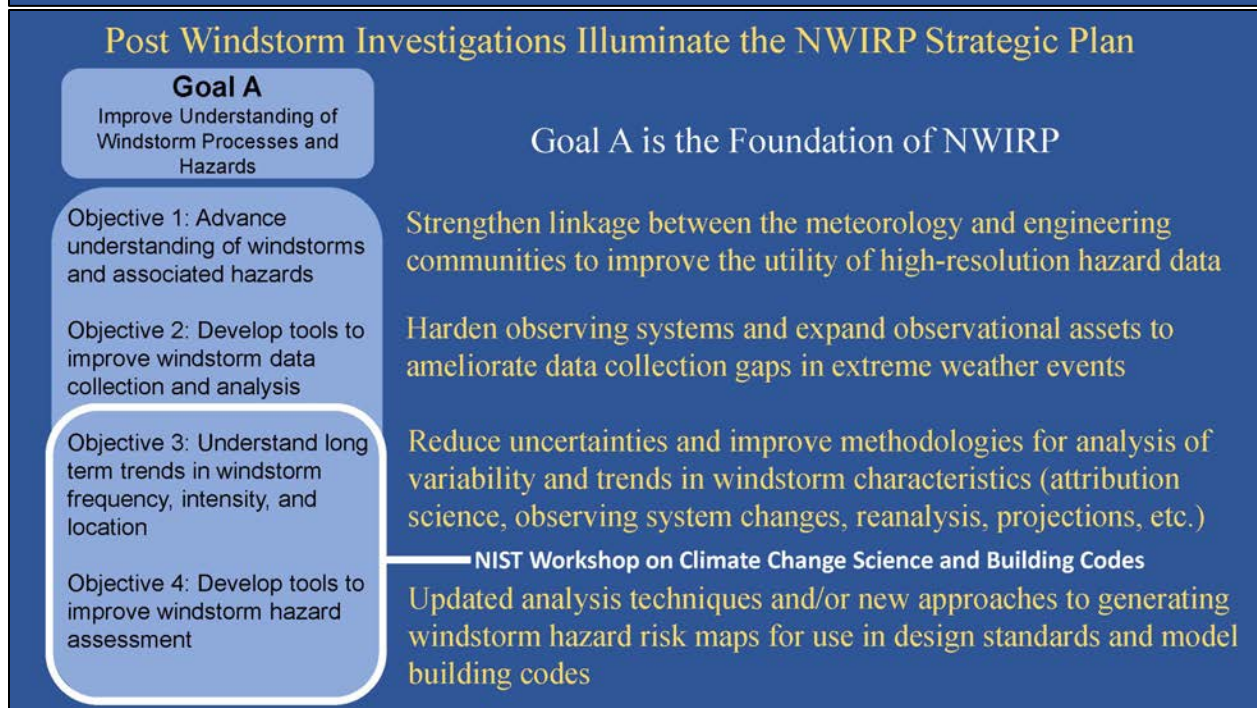 Post Windstorm Investigations Illuminate the NWIRP Strategic Plan
Goal A
Improve Understanding of
Windstorm Processes and
Hazards
Goal A is the Foundation of NWIRP
Objective 1: Advance
understanding of windstorms
and associated hazards
Strengthen linkage between the meteorology and engineering
communities to improve the utility of high-resolution hazard data
Objective 2: Develop tools to
improve windstorm data
collection and analysis
Harden observing systems and expand observational assets to
ameliorate data collection gaps in extreme weather events
Objective 3: Understand long
term trends in windstorm
frequency, intensity, and
location
Reduce uncertainties and improve methodologies for analysis of
variability and trends in windstorm characteristics (attribution
science, observing system changes, reanalysis, projections, etc.)
NIST Workshop on Climate Change Science and Building Codes
Objective 4: Develop tools to
improve windstorm hazard
assessment
Updated analysis techniques and/or new approaches to generating
windstorm hazard risk maps for use in design standards and model
building codes